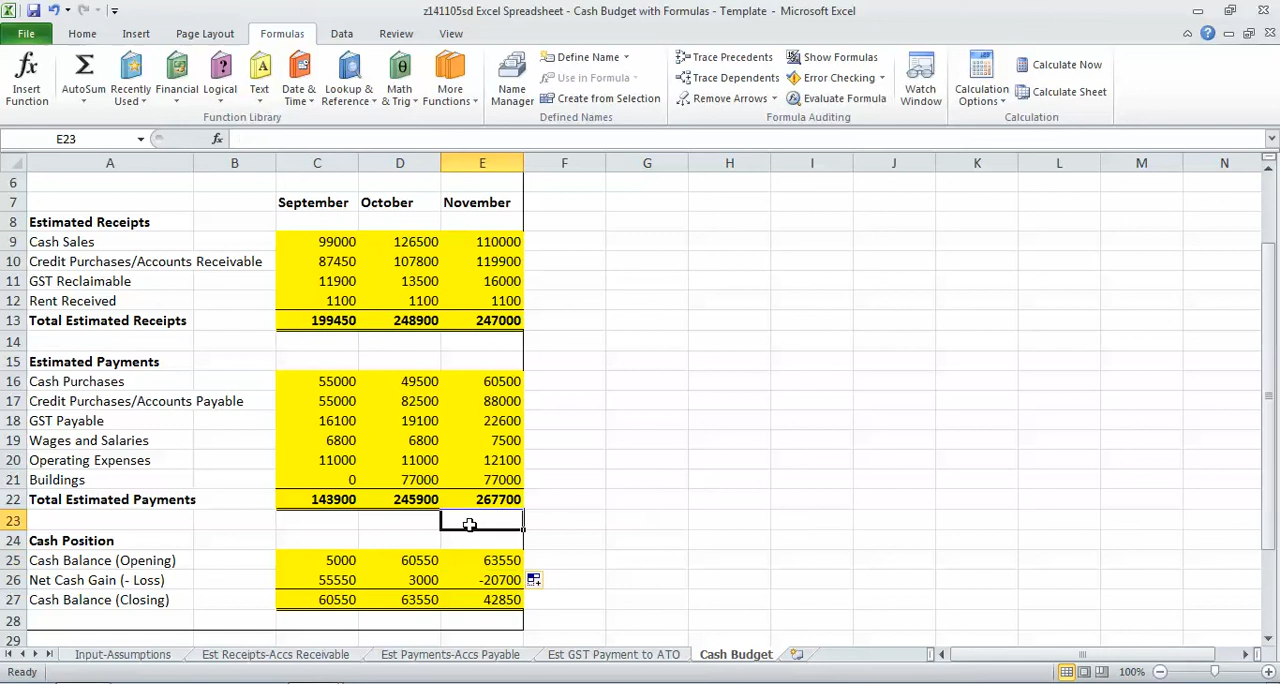 z141105sd Excel Spreadsheet - Cash Budget with Formulas - Template - Microsoft Excel
File Home Insert Page Layout Formulas Data Review View
fx Insert Function
Σ AutoSum
Recently Used
Financial
Logical
Text
Date & Time
Lookup & Reference
Math & Trig
More Functions
Function Library
Name Manager
Define Name
Use in Formula
Create from Selection
Defined Names
Trace Precedents
Trace Dependents
Remove Arrows
Show Formulas
Error Checking
Evaluate Formula
Formula Auditing
Watch Window
Calculation Options
Calculate Now
Calculate Sheet
Calculation
E23 fx
A B C D E F G H I J K L M N
6
7 September October November
8 Estimated Receipts
9 Cash Sales 99000 126500 110000
10 Credit Purchases/Accounts Receivable 87450 107800 119900
11 GST Reclaimable 11900 13500 16000
12 Rent Received 1100 1100 1100
13 Total Estimated Receipts 199450 248900 247000
14
15 Estimated Payments
16 Cash Purchases 55000 49500 60500
17 Credit Purchases/Accounts Payable 55000 82500 88000
18 GST Payable 16100 19100 22600
19 Wages and Salaries 6800 6800 7500
20 Operating Expenses 11000 11000 12100
21 Buildings 0 77000 77000
22 Total Estimated Payments 143900 245900 267700
23
24 Cash Position
25 Cash Balance (Opening) 5000 60550 63550
26 Net Cash Gain (- Loss) 55550 3000 -20700
27 Cash Balance (Closing) 60550 63550 42850
28
29
Input-Assumptions Est Receipts-Accs Receivable Est Payments-Accs Payable Est GST Payment to ATO Cash Budget
Ready 100%